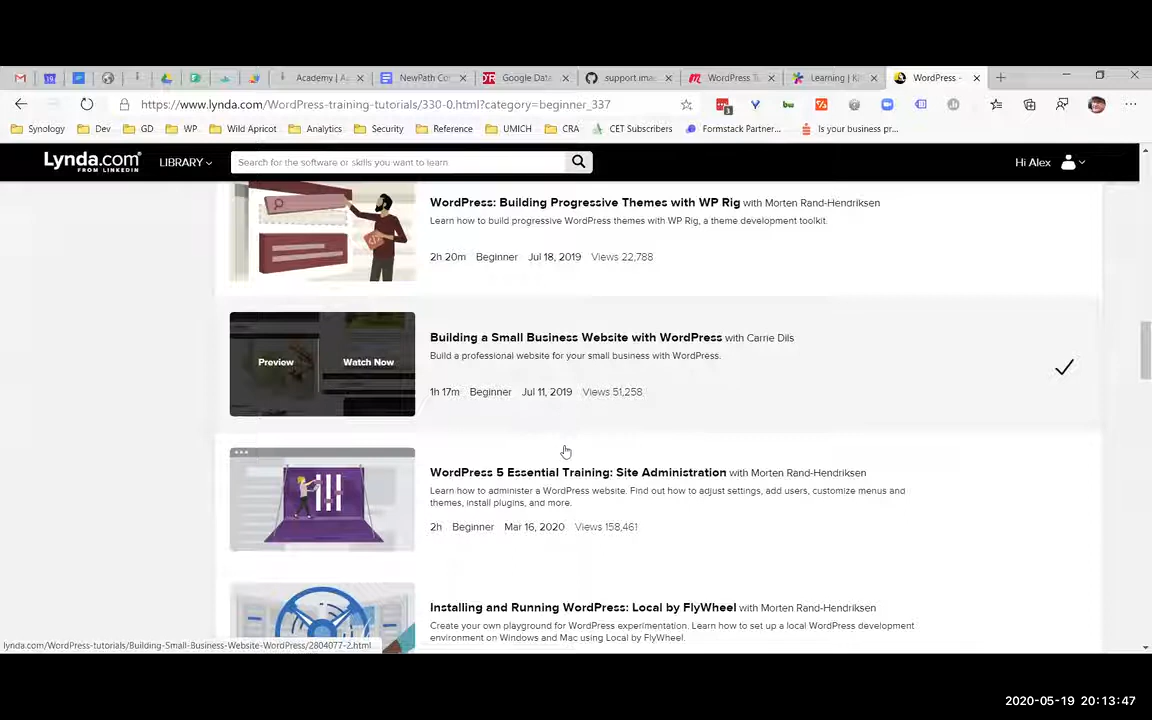 Academy | A
NewPath Co
Google Data
support ima
WordPress T
Learning | K
WordPress -
https://www.lynda.com/WordPress-training-tutorials/330-0.html?category=beginner_337
Synology Dev GD WP Wild Apricot Analytics Security Reference UMICH CRA CET Subscribers Formstack Partner... Is your business pr...
Lynda.com LIBRARY Search for the software or skills you want to learn Hi Alex
FROM LINKEDIN
WordPress: Building Progressive Themes with WP Rig with Morten Rand-Hendriksen
Learn how to build progressive WordPress themes with WP Rig, a theme development toolkit.
2h 20m Beginner Jul 18, 2019 Views 22,788
Building a Small Business Website with WordPress with Carrie Dils
Build a professional website for your small business with WordPress.
Preview Watch Now
1h 17m Beginner Jul 11, 2019 Views 51,258
WordPress 5 Essential Training: Site Administration with Morten Rand-Hendriksen
Learn how to administer a WordPress website. Find out how to adjust settings, add users, customize menus and
themes, install plugins, and more.
2h Beginner Mar 16, 2020 Views 158,461
Installing and Running WordPress: Local by FlyWheel with Morten Rand-Hendriksen
Create your own playground for WordPress experimentation. Learn how to set up a local WordPress development
environment on Windows and Mac using Local by FlyWheel.
lynda.com/WordPress-tutorials/Building-Small-Business-Website-WordPress/2804077-2.html
2020-05-19 20:13:47